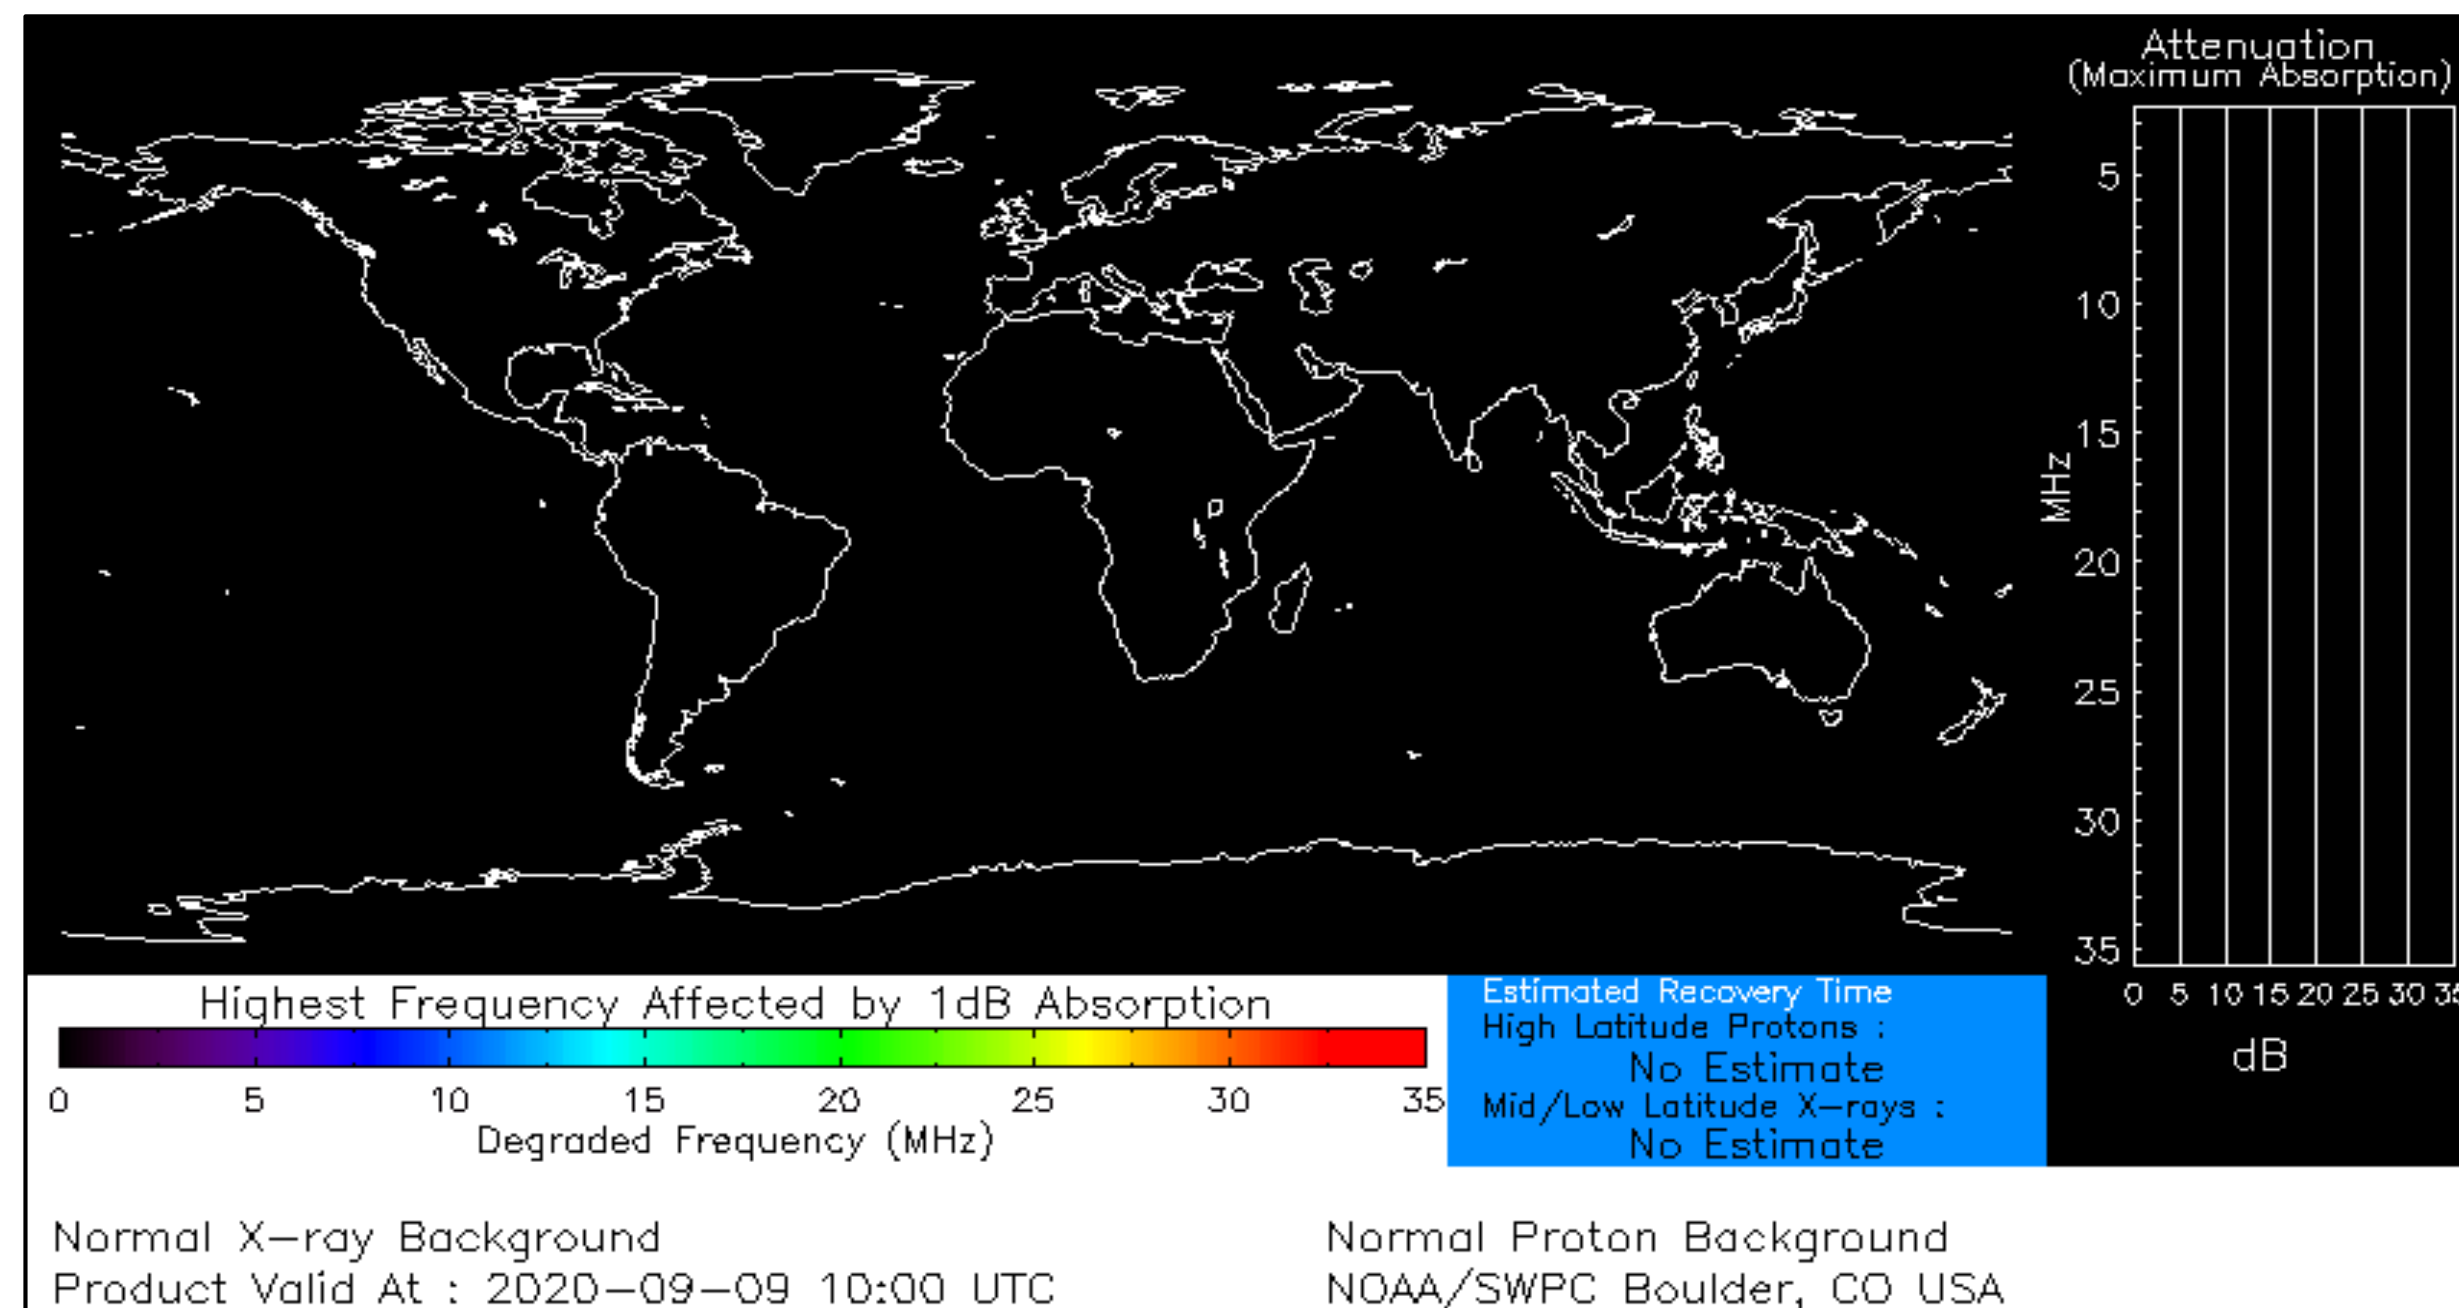 Attenuation
(Maximum Absorption)
5
10
15
20
25
30
35
MHz
0 5 10 15 20 25 30
dB
Highest Frequency Affected by 1dB Absorption
0 5 10 15 20 25 30 35
Degraded Frequency (MHz)
Estimated Recovery Time
High Latitude Protons :
No Estimate
Mid/Low Latitude X-rays :
No Estimate
Normal X-ray Background
Normal Proton Background
Product Valid At : 2020-09-09 10:00 UTC
NOAA/SWPC Boulder, CO USA